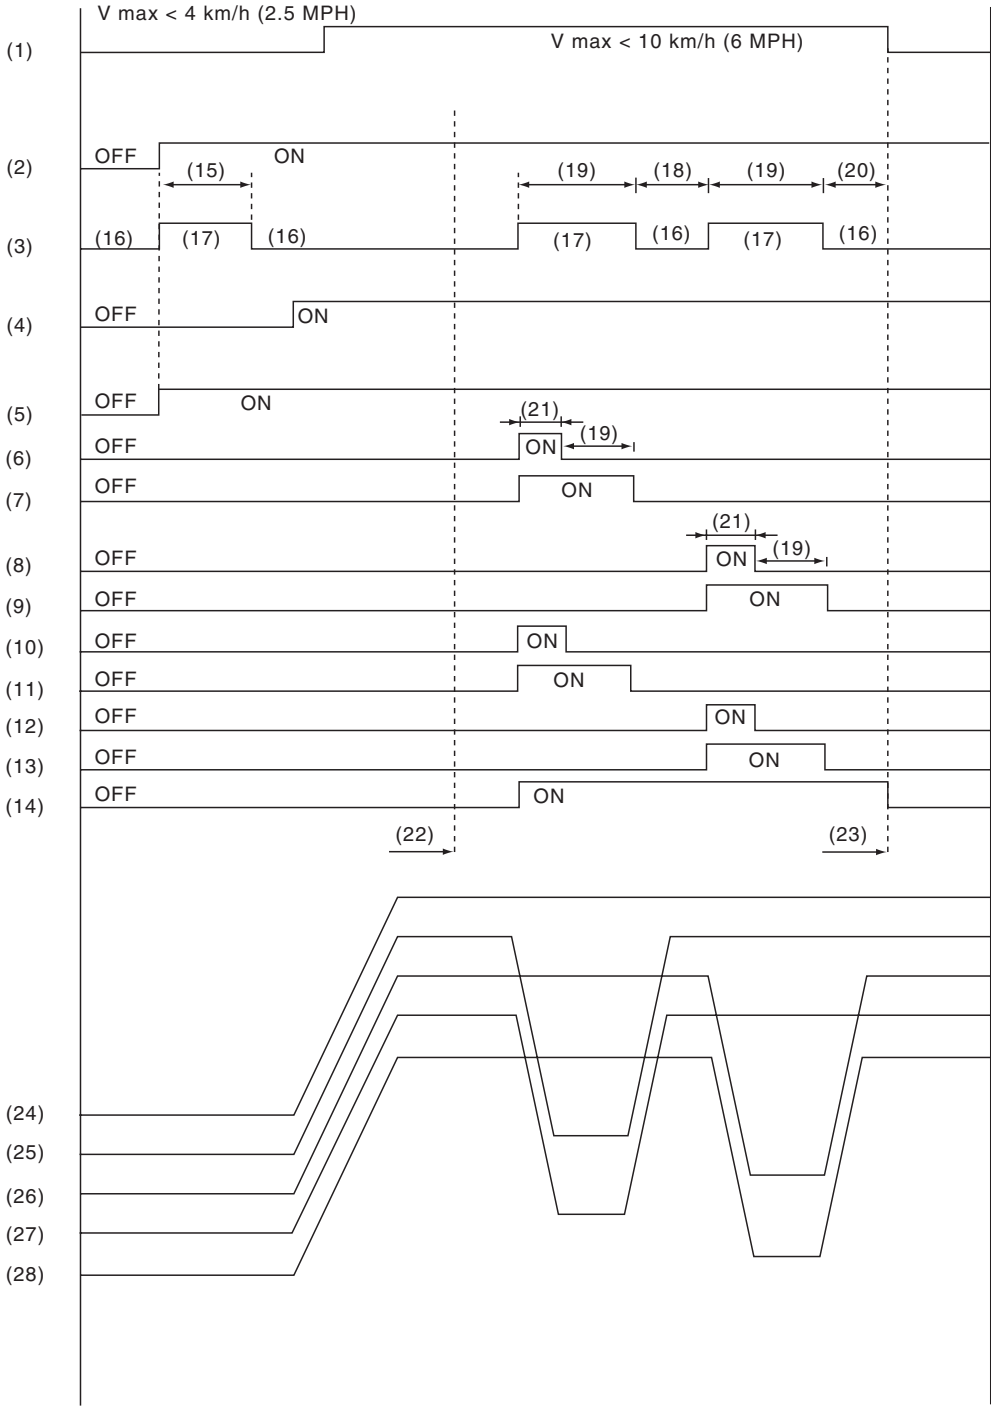 V max < 4 km/h (2.5 MPH)
(1)
V max < 10 km/h (6 MPH)
(2) OFF ON
(15) (19) (18) (19) (20)
(3) (16) (17) (16) (17) (16) (17) (16)
(4) OFF ON
(5) OFF ON
(21)
(6) OFF ON (19)
(7) OFF ON
(21)
(8) OFF ON (19)
(9) OFF ON
(10) OFF ON
(11) OFF ON
(12) OFF ON
(13) OFF ON
(14) OFF ON
(22) (23)
(24)
(25)
(26)
(27)
(28)